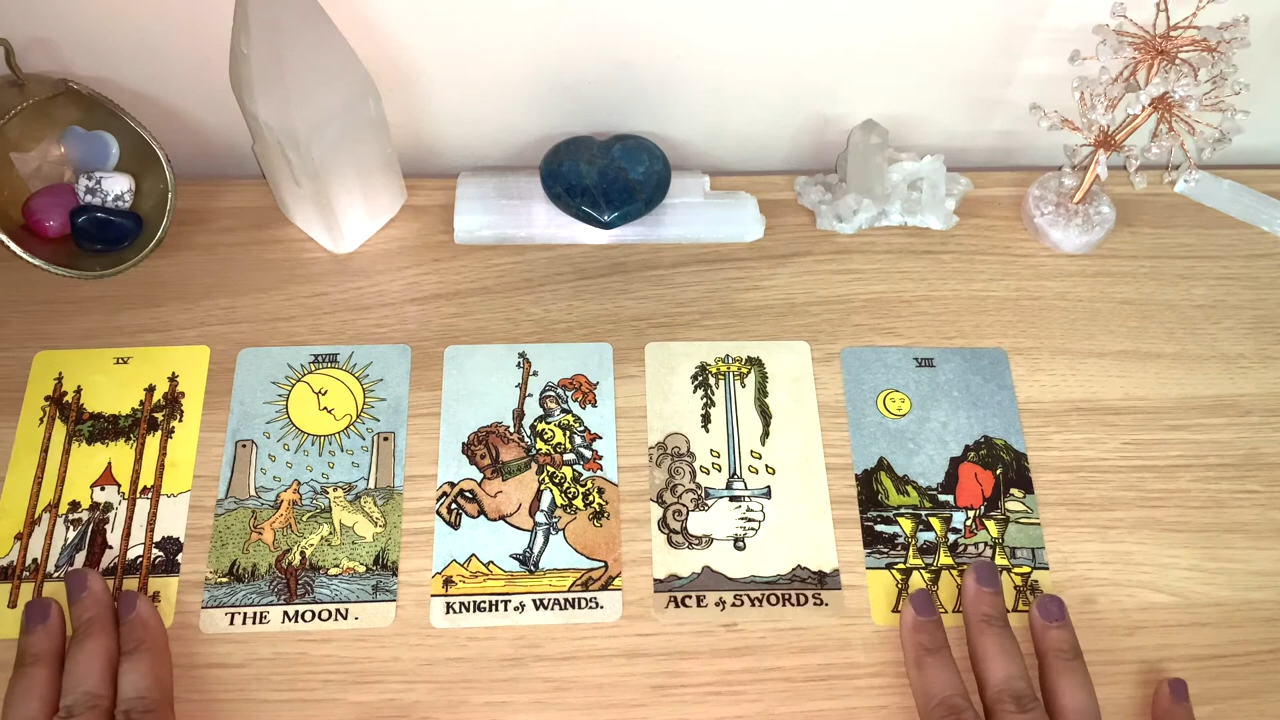 IV
XVIII
VIII
THE MOON.
KNIGHT of WANDS.
ACE of SWORDS.